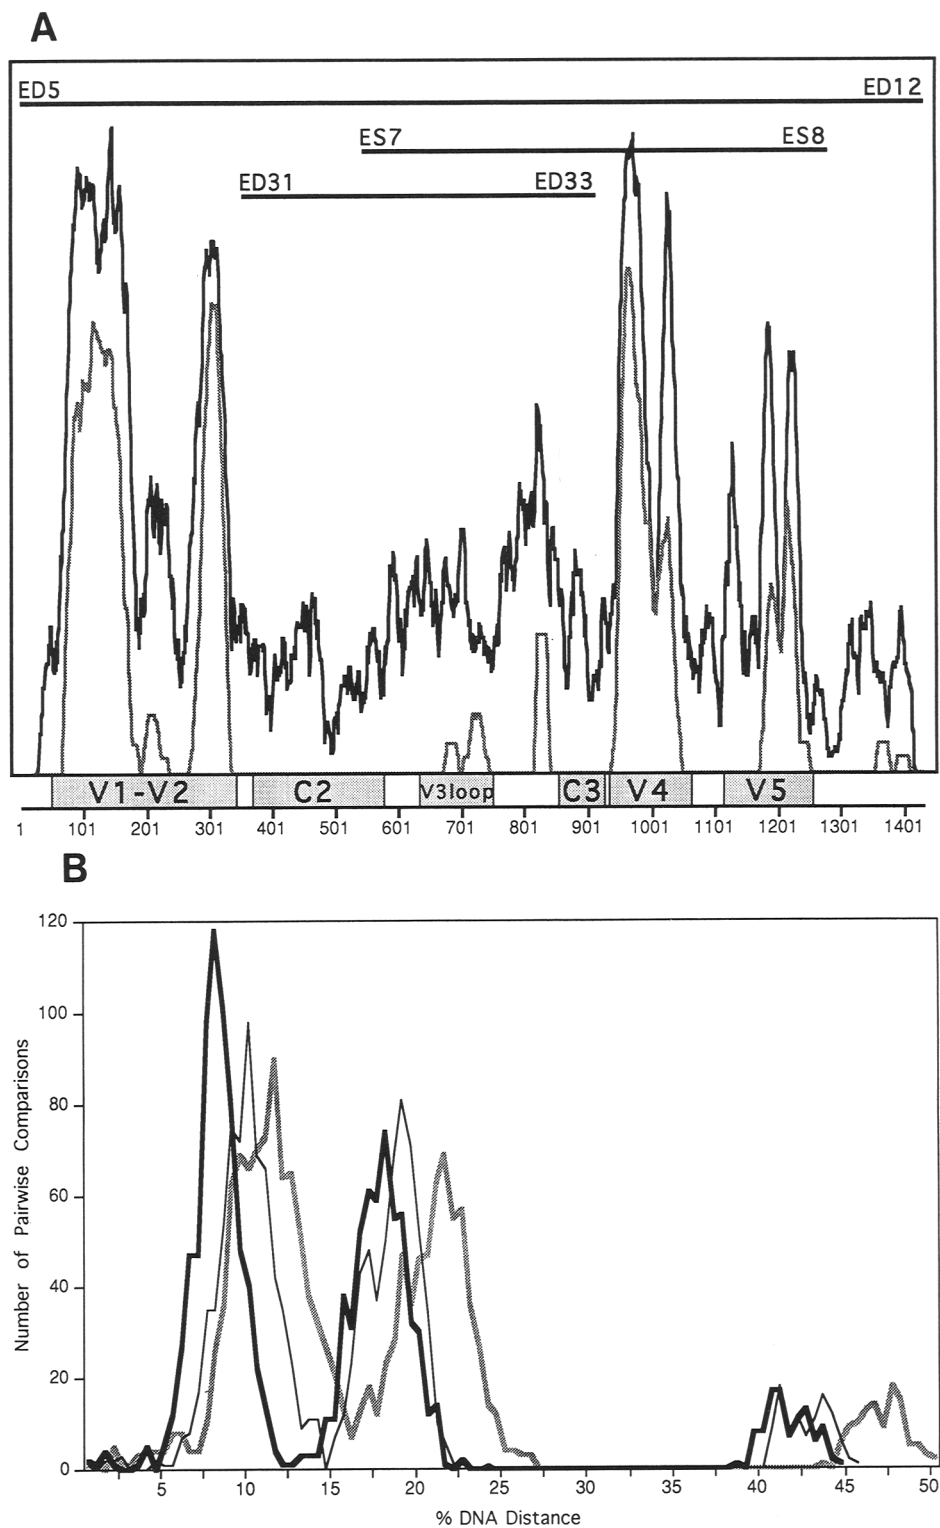 A
ED5 ED12
ES7 ES8
ED31 ED33
V1-V2 C2 V3loop C3 V4 V5
1 101 201 301 401 501 601 701 801 901 1001 1101 1201 1301 1401
B
120
100
80
60
40
20
0
Number of Pairwise Comparisons
5 10 15 20 25 30 35 40 45 50
% DNA Distance